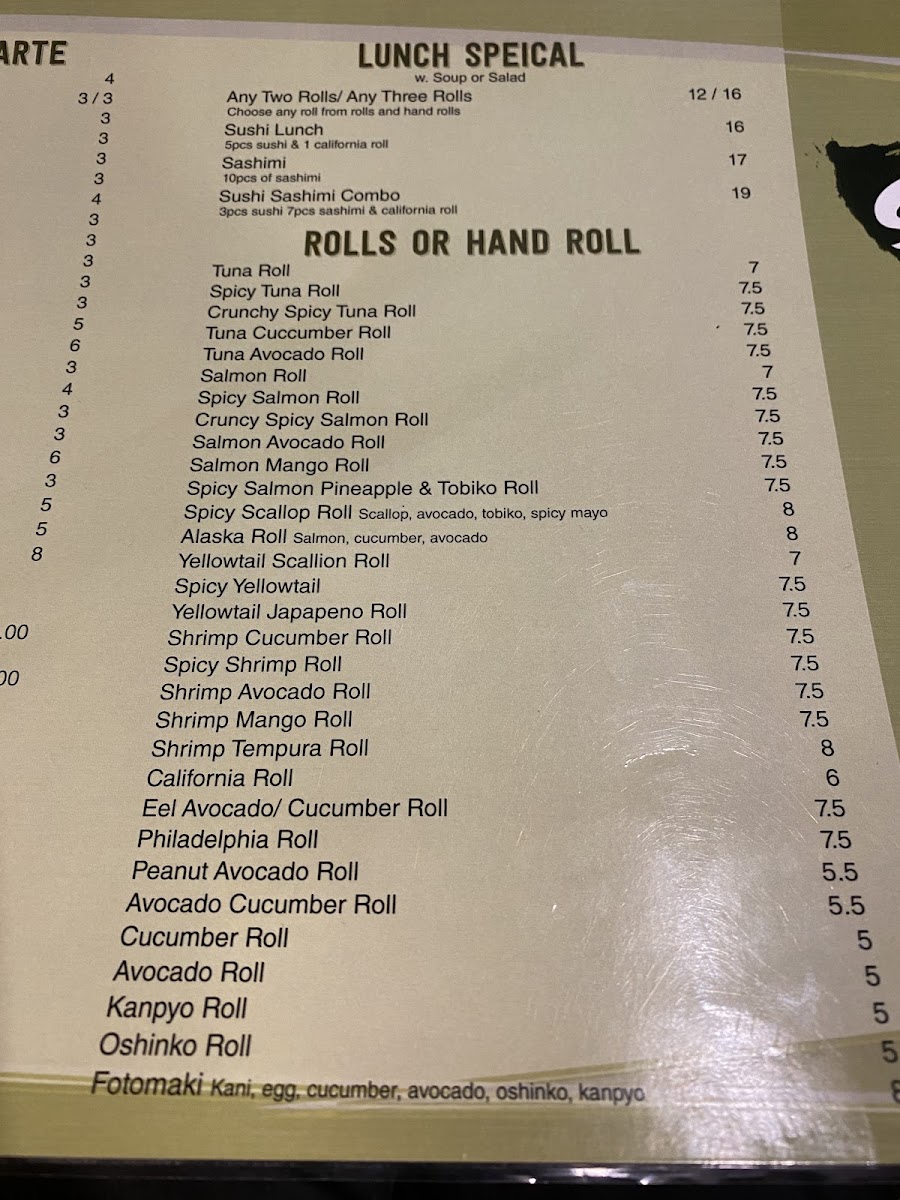 ARTE
4
3 / 3
3
3
3
3
4
3
3
3
3
3
5
6
3
4
3
3
6
3
5
5
8
.00
00
LUNCH SPEICAL
w. Soup or Salad
Any Two Rolls/ Any Three Rolls 12 / 16
Choose any roll from rolls and hand rolls
Sushi Lunch 16
5pcs sushi & 1 california roll
Sashimi 17
10pcs of sashimi
Sushi Sashimi Combo 19
3pcs sushi 7pcs sashimi & california roll
ROLLS OR HAND ROLL
Tuna Roll 7
Spicy Tuna Roll 7.5
Crunchy Spicy Tuna Roll 7.5
Tuna Cuccumber Roll 7.5
Tuna Avocado Roll 7.5
Salmon Roll 7
Spicy Salmon Roll 7.5
Cruncy Spicy Salmon Roll 7.5
Salmon Avocado Roll 7.5
Salmon Mango Roll 7.5
Spicy Salmon Pineapple & Tobiko Roll 7.5
Spicy Scallop Roll Scallop, avocado, tobiko, spicy mayo 8
Alaska Roll Salmon, cucumber, avocado 8
Yellowtail Scallion Roll 7
Spicy Yellowtail 7.5
Yellowtail Japapeno Roll 7.5
Shrimp Cucumber Roll 7.5
Spicy Shrimp Roll 7.5
Shrimp Avocado Roll 7.5
Shrimp Mango Roll 7.5
Shrimp Tempura Roll 8
California Roll 6
Eel Avocado/ Cucumber Roll 7.5
Philadelphia Roll 7.5
Peanut Avocado Roll 5.5
Avocado Cucumber Roll 5.5
Cucumber Roll 5
Avocado Roll 5
Kanpyo Roll 5
Oshinko Roll 5
Fotomaki Kani, egg, cucumber, avocado, oshinko, kanpyo